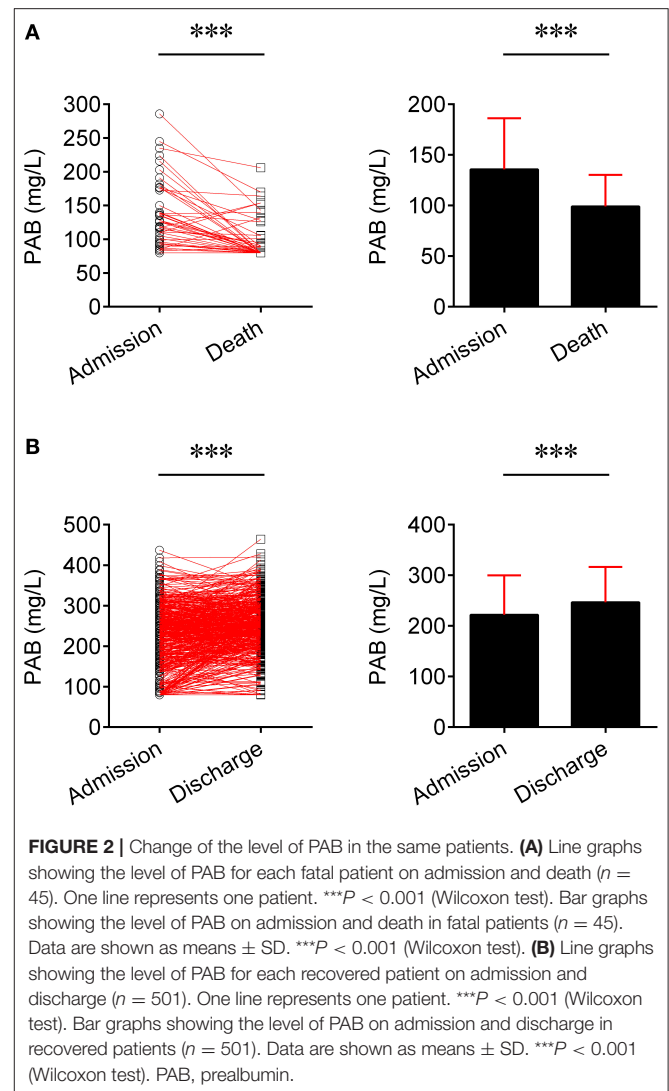 A
*** ***
300
250
200
150
100
50
0
PAB (mg/L)
Admission Death
200
150
100
50
0
PAB (mg/L)
Admission Death
B
*** ***
500
400
300
200
100
0
PAB (mg/L)
Admission Discharge
400
300
200
100
0
PAB (mg/L)
Admission Discharge
FIGURE 2 | Change of the level of PAB in the same patients. (A) Line graphs
showing the level of PAB for each fatal patient on admission and death (n =
45). One line represents one patient. ***P < 0.001 (Wilcoxon test). Bar graphs
showing the level of PAB on admission and death in fatal patients (n = 45).
Data are shown as means ± SD. ***P < 0.001 (Wilcoxon test). (B) Line graphs
showing the level of PAB for each recovered patient on admission and
discharge (n = 501). One line represents one patient. ***P < 0.001 (Wilcoxon
test). Bar graphs showing the level of PAB on admission and discharge in
recovered patients (n = 501). Data are shown as means ± SD. ***P < 0.001
(Wilcoxon test). PAB, prealbumin.